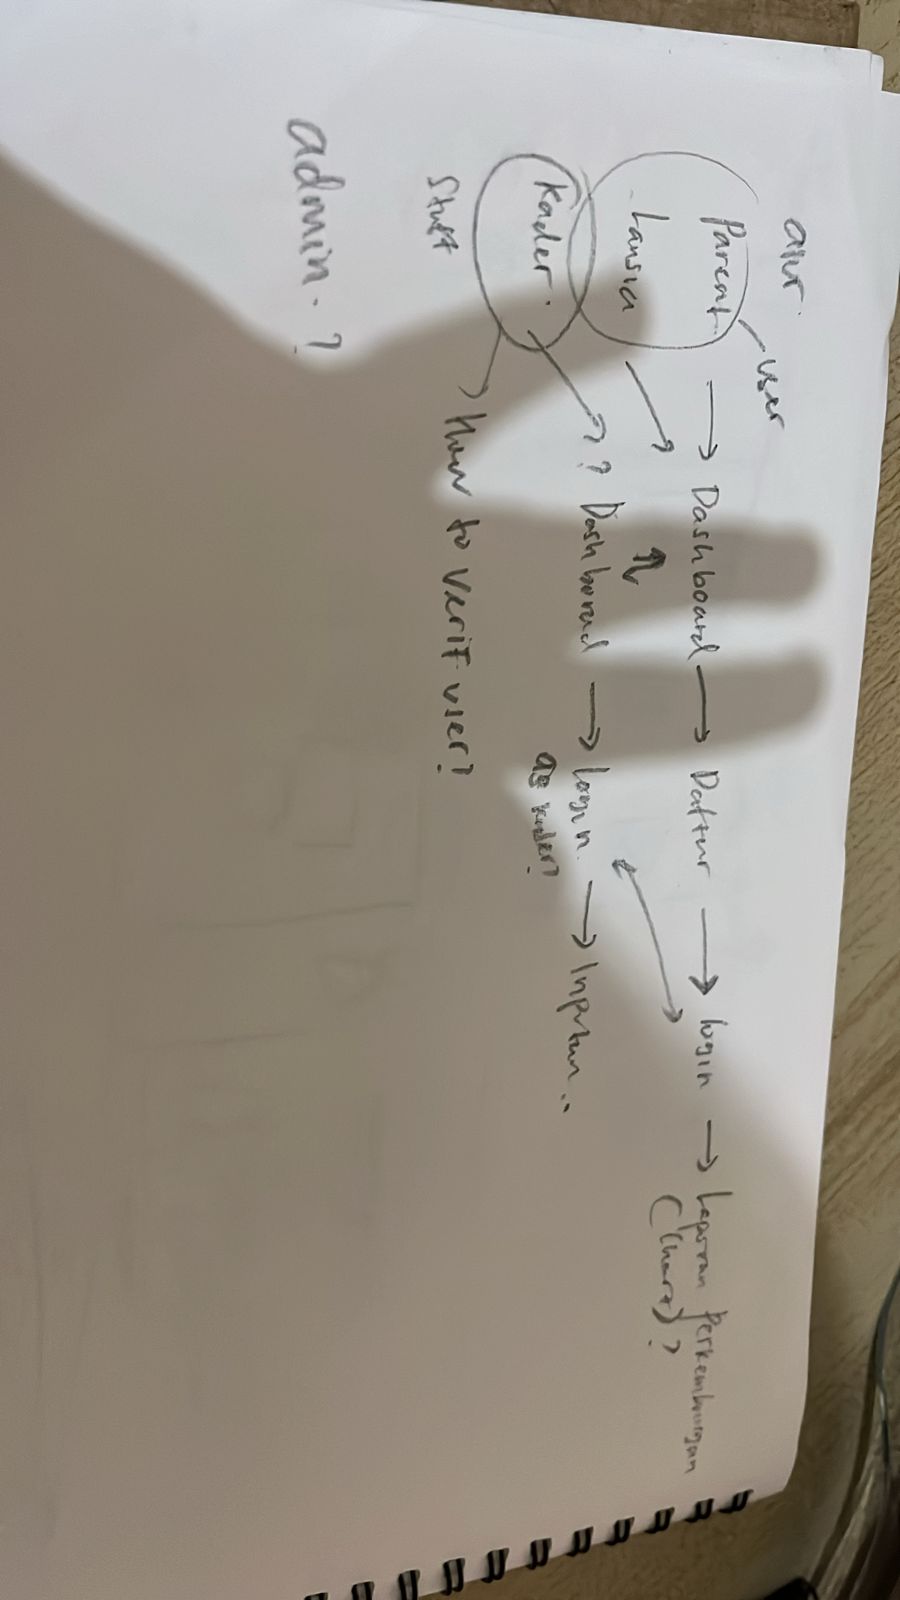 alur.
user
Parent → Dashboard → Daftar → login → Laporan Perkembangan
(Chart)?
Lansia
? Dashboard → Login → Inputan..
as kader?
Kader.
How to verif user?
Staff
admin. ?